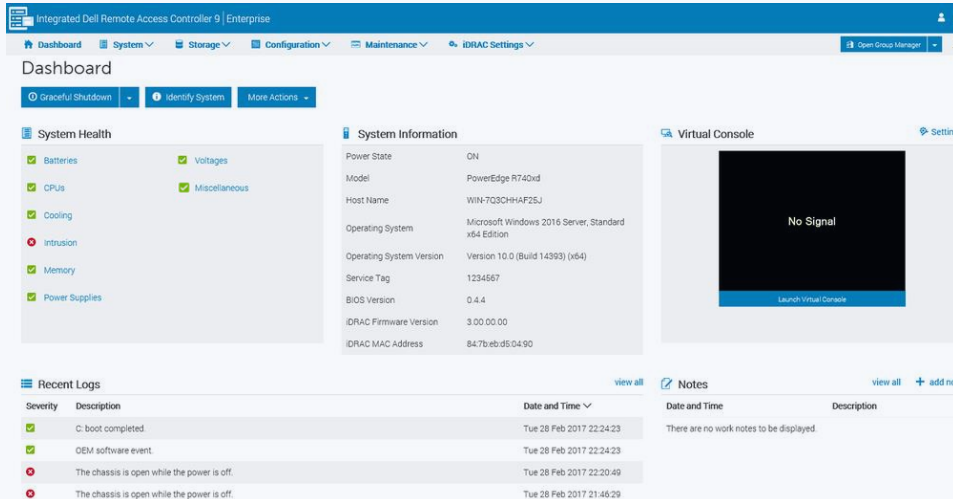 Integrated Dell Remote Access Controller 9 | Enterprise
Dashboard System Storage Configuration Maintenance iDRAC Settings Open Group Manager
Dashboard
Graceful Shutdown Identify System More Actions
System Health
Batteries Voltages
CPUs Miscellaneous
Cooling
Intrusion
Memory
Power Supplies
System Information
Power State ON
Model PowerEdge R740xd
Host Name WIN-7Q3CHHAF25J
Operating System Microsoft Windows 2016 Server, Standard
x64 Edition
Operating System Version Version 10.0 (Build 14393) (x64)
Service Tag 1234567
BIOS Version 0.4.4
iDRAC Firmware Version 3.00.00.00
iDRAC MAC Address 84:7b:eb:d5:04:90
Virtual Console Settin
No Signal
Launch Virtual Console
Recent Logs view all
Severity Description Date and Time
C: boot completed. Tue 28 Feb 2017 22:24:23
OEM software event. Tue 28 Feb 2017 22:24:23
The chassis is open while the power is off. Tue 28 Feb 2017 22:20:49
The chassis is open while the power is off. Tue 28 Feb 2017 21:46:29
Notes view all + add no
Date and Time Description
There are no work notes to be displayed.